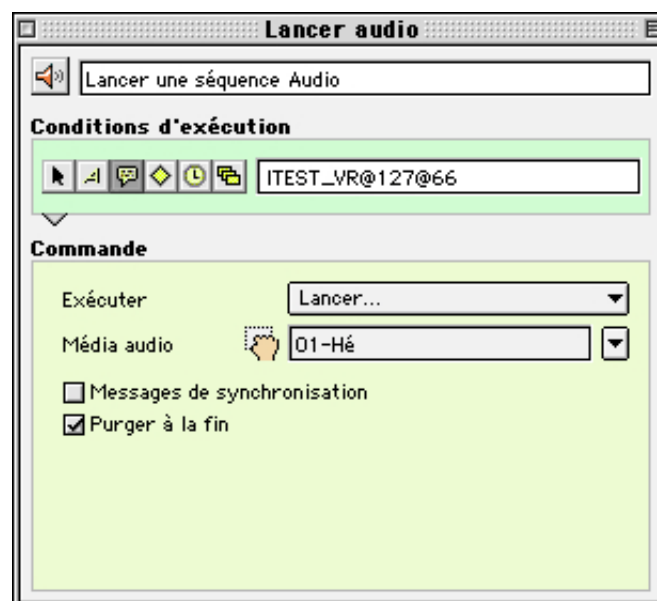 Lancer audio
Lancer une séquence Audio
Conditions d'exécution
ITEST_VR@127@66
Commande
Exécuter Lancer...
Média audio 01-Hé
Messages de synchronisation
Purger à la fin